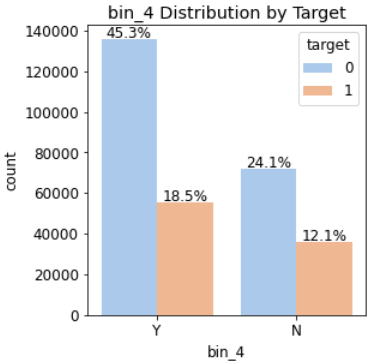 bin_4 Distribution by Target
140000
120000
100000
80000
60000
40000
20000
0
count
45.3%
18.5%
24.1%
12.1%
target
0
1
Y
N
bin_4